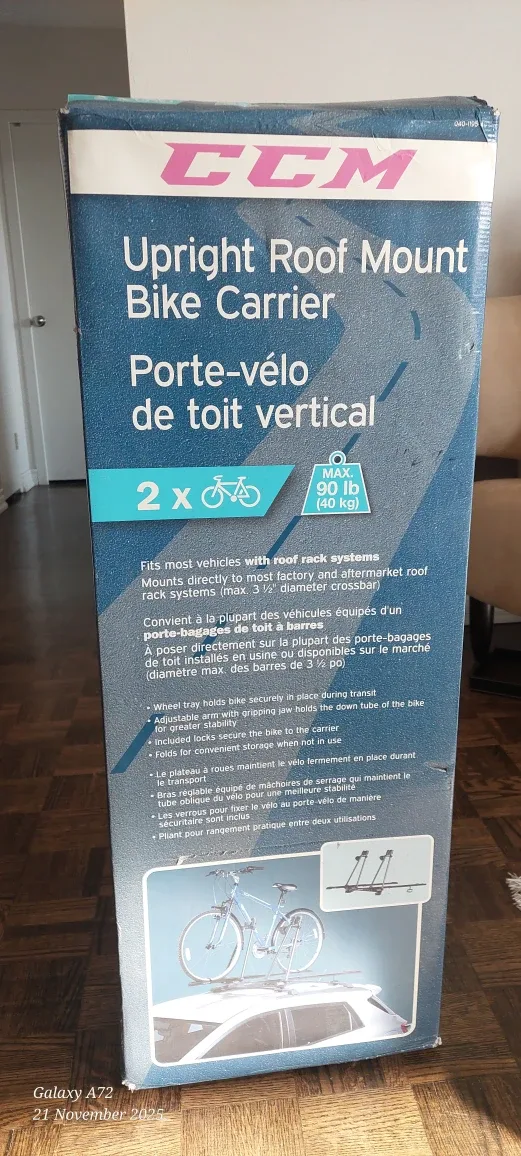 CCM
Upright Roof Mount
Bike Carrier
Porte-vélo
de toit vertical
2 x
MAX.
90 lb
(40 kg)
Fits most vehicles with roof rack systems
Mounts directly to most factory and aftermarket roof
rack systems (max. 3 ½" diameter crossbar)
Convient à la plupart des véhicules équipés d'un
porte-bagages de toit à barres
À poser directement sur la plupart des porte-bagages
de toit installés en usine ou disponibles sur le marché
(diamètre max. des barres de 3 ½ po)
• Wheel tray holds bike securely in place during transit
• Adjustable arm with gripping jaw holds the down tube of the bike
for greater stability
• Included locks secure the bike to the carrier
• Folds for convenient storage when not in use
• Le plateau à roues maintient le vélo fermement en place durant
le transport
• Bras réglable équipé de mâchoires de serrage qui maintient le
tube oblique du vélo pour une meilleure stabilité
• Les verrous pour fixer le vélo au porte-vélo de manière
sécuritaire sont inclus
• Pliant pour rangement pratique entre deux utilisations
Galaxy A72
21 November 2025